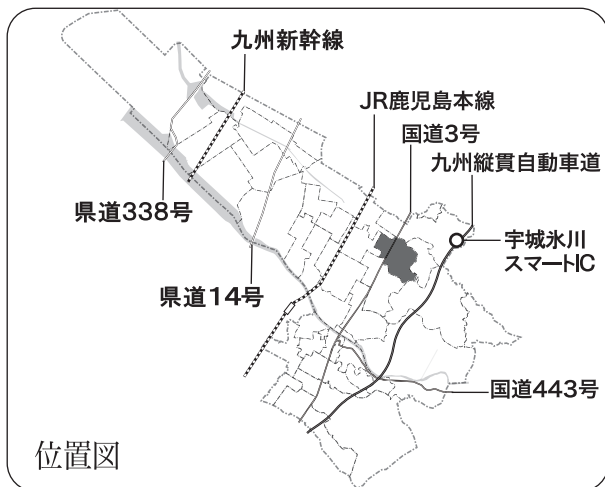 九州新幹線
JR鹿児島本線
国道3号
九州縦貫自動車道
県道338号
宇城氷川
スマートIC
県道14号
国道443号
位置図